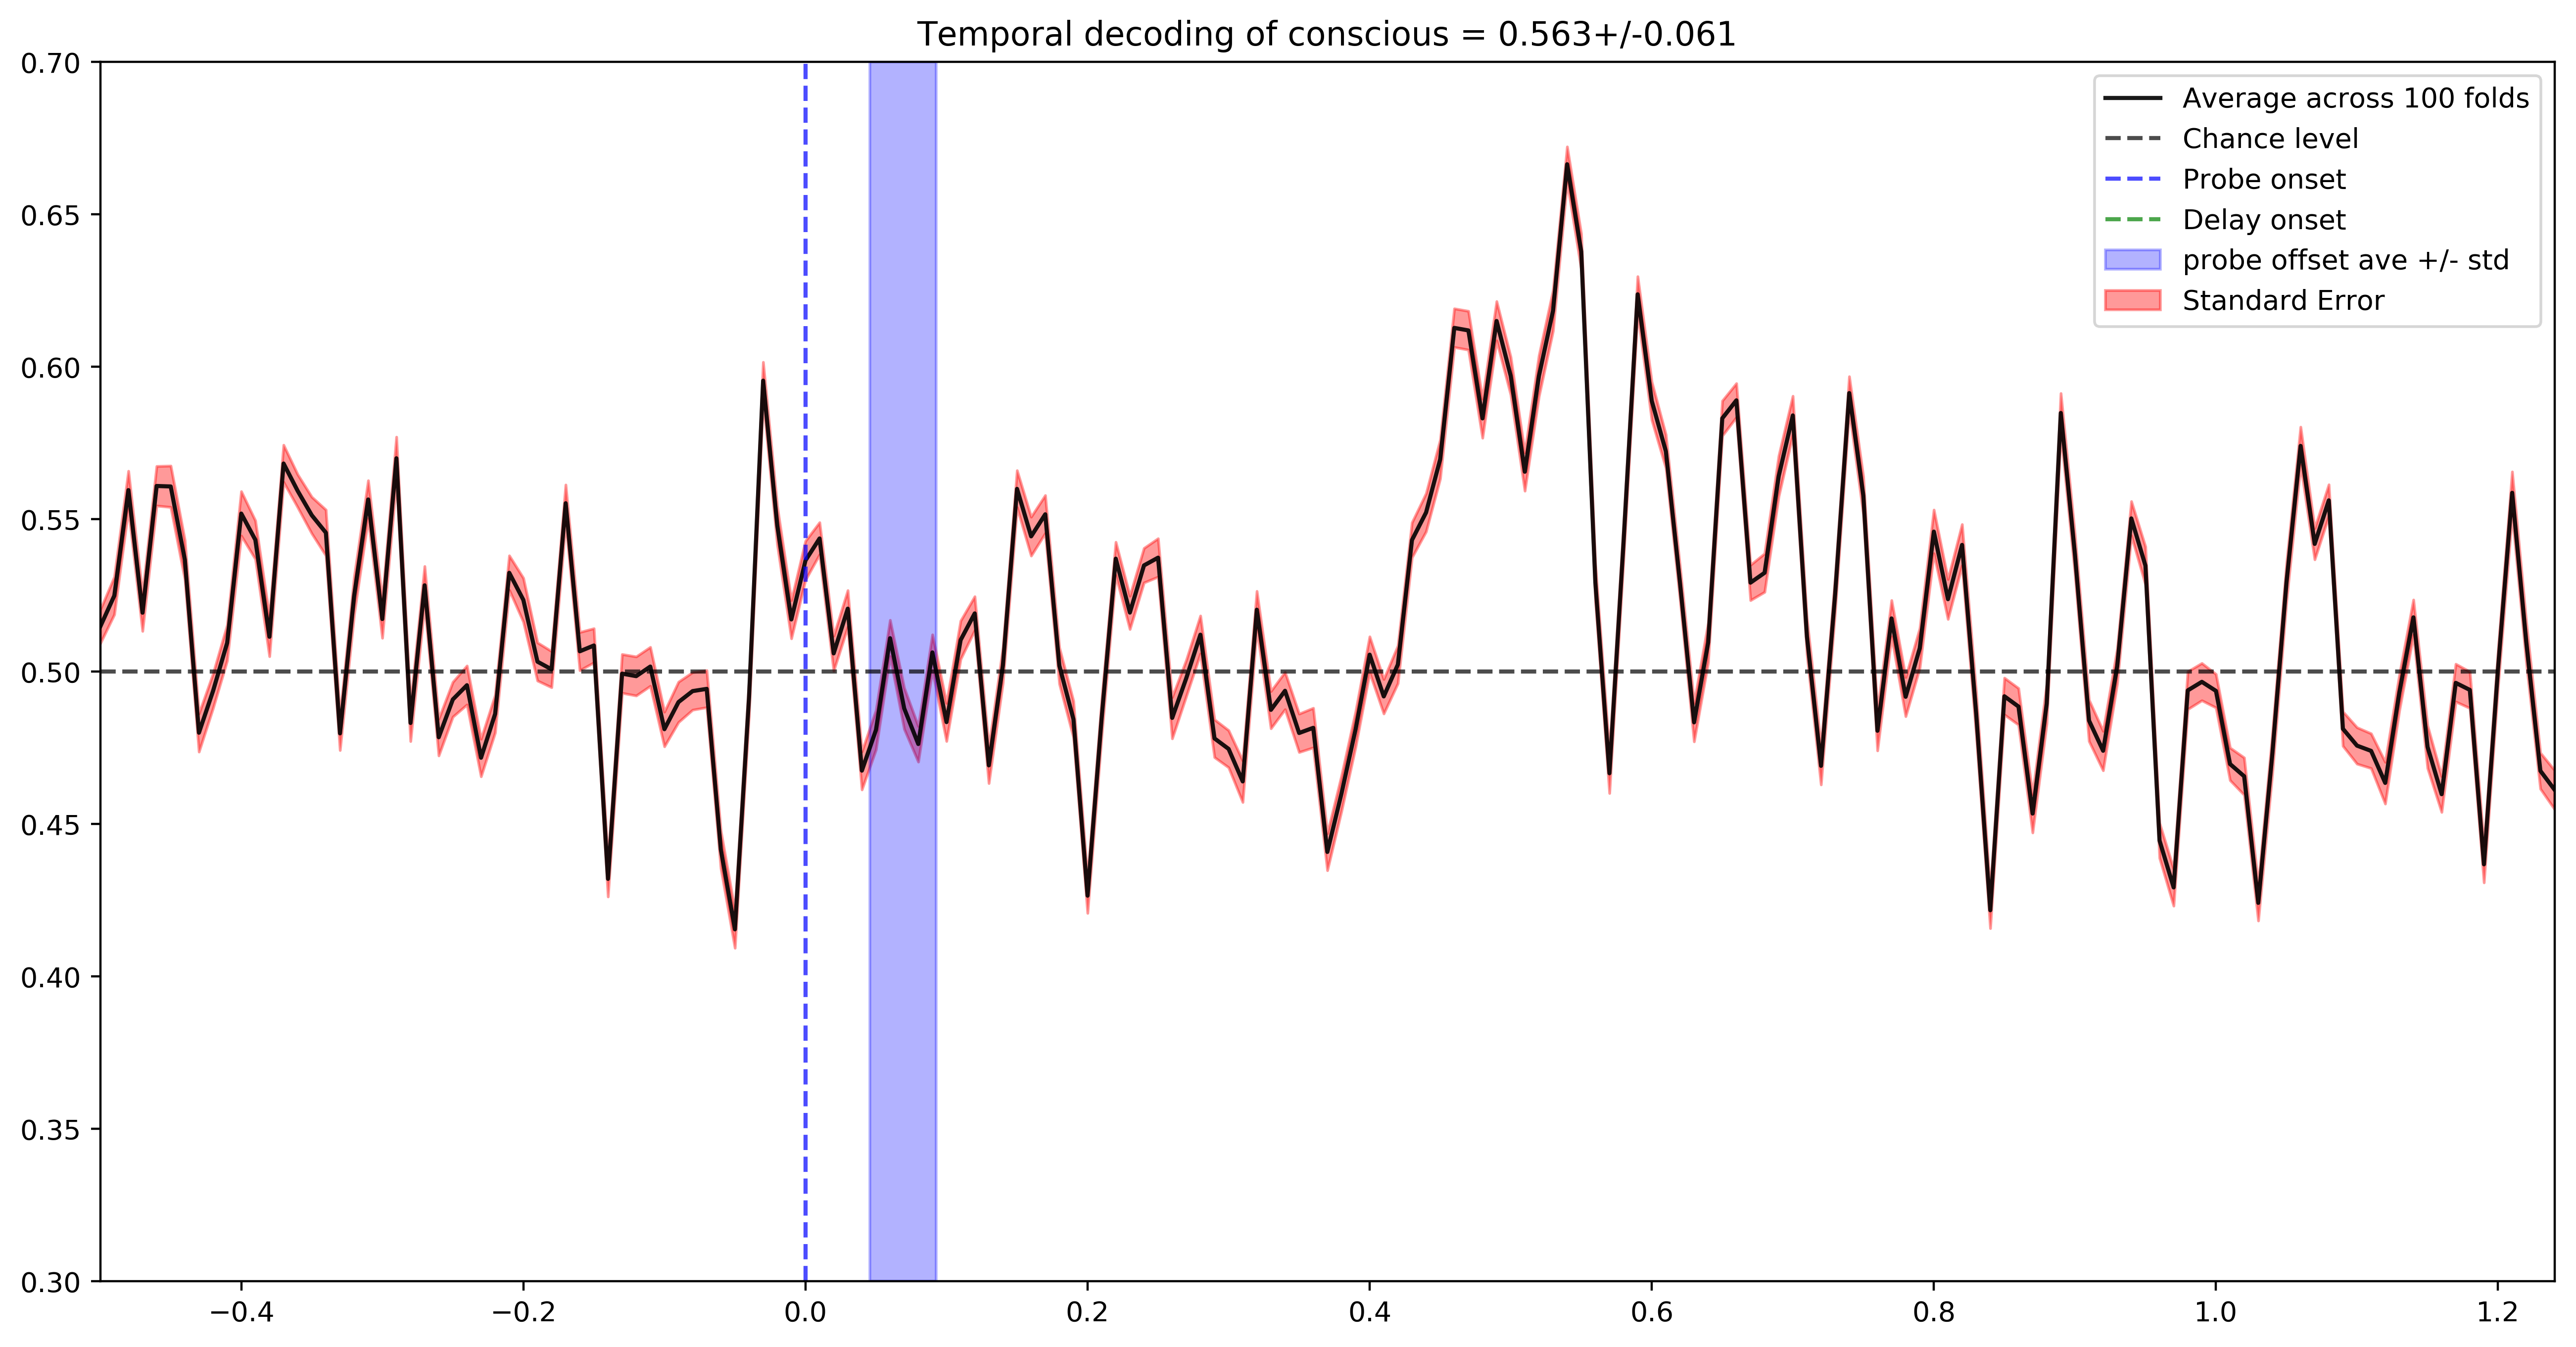 Temporal decoding of conscious = 0.563+/-0.061
0.70
0.65
0.60
0.55
0.50
0.45
0.40
0.35
0.30
Average across 100 folds
Chance level
Probe onset
Delay onset
probe offset ave +/- std
Standard Error
−0.4
−0.2
0.0
0.2
0.4
0.6
0.8
1.0
1.2